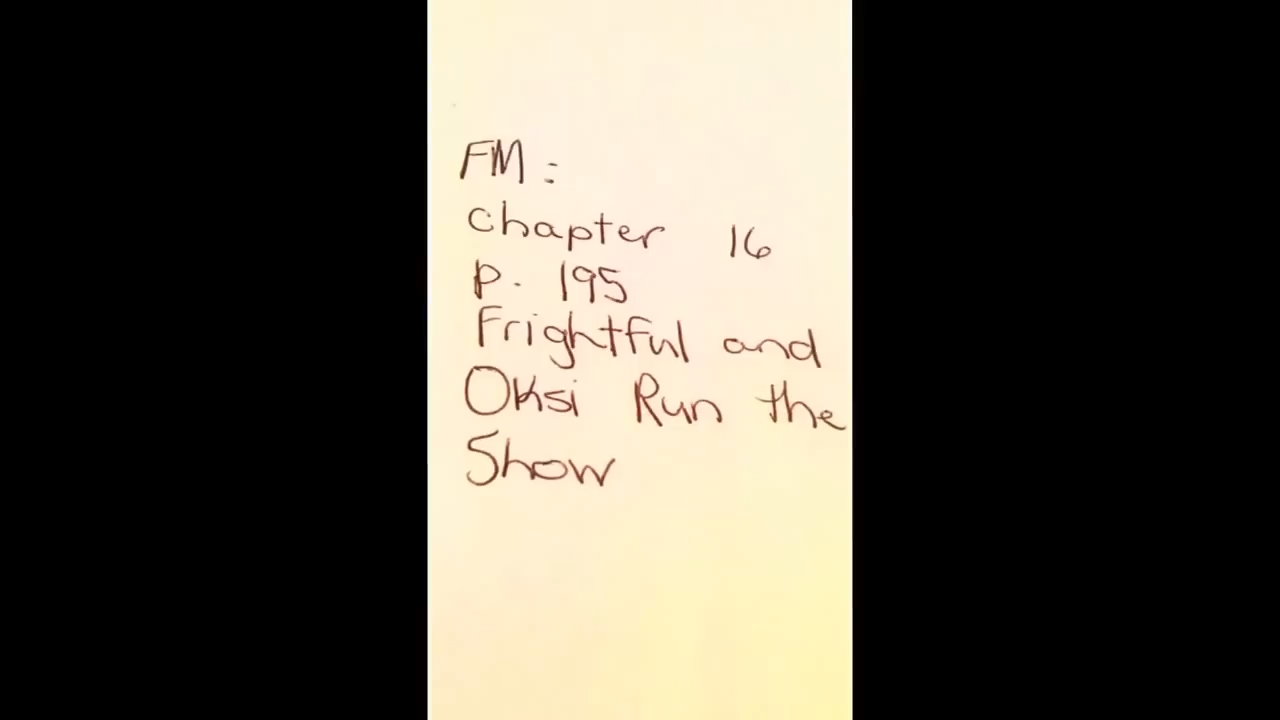 FM:
Chapter 16
p. 195
Frightful and
Oksi Run the
Show